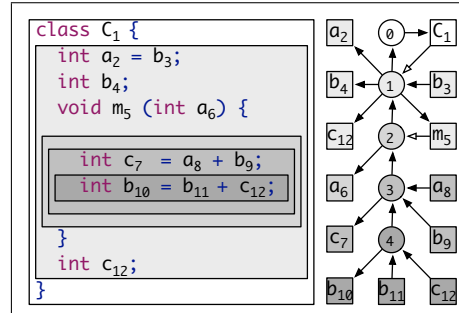 class C₁ {
int a₂ = b₃;
int b₄;
void m₅ (int a₆) {
int c₇ = a₈ + b₉;
int b₁₀ = b₁₁ + c₁₂;
}
int c₁₂;
}
a₂ 0 C₁
b₄ 1 b₃
c₁₂ 2 m₅
a₆ 3 a₈
c₇ 4 b₉
b₁₀ b₁₁ c₁₂